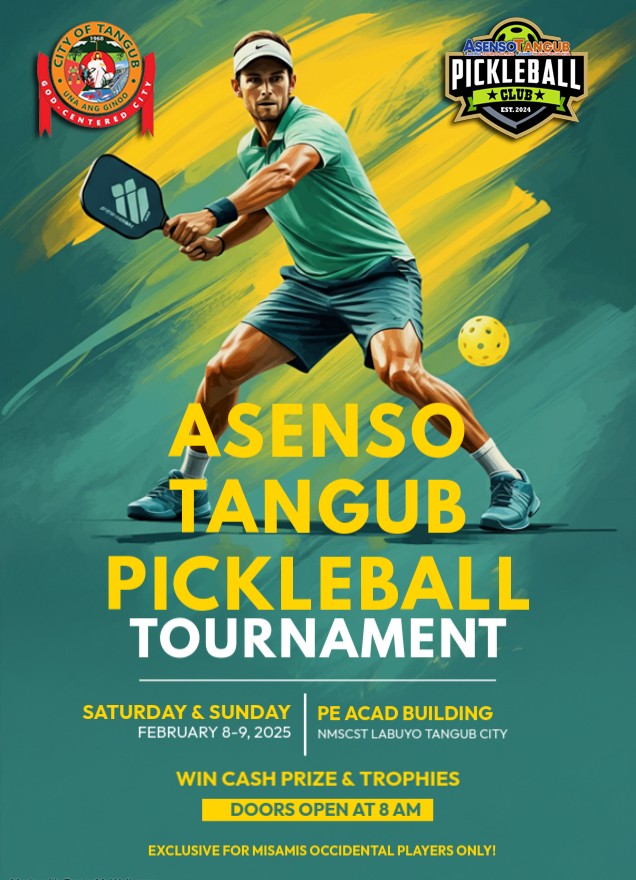 CITY OF TANGUB
1968
UNA ANG GINOO
GOD-CENTERED CITY
ASENSO TANGUB
PICKLEBALL
CLUB
EST. 2024
ASENSO
TANGUB
PICKLEBALL
TOURNAMENT
SATURDAY & SUNDAY
FEBRUARY 8-9, 2025
PE ACAD BUILDING
NMSCST LABUYO TANGUB CITY
WIN CASH PRIZE & TROPHIES
DOORS OPEN AT 8 AM
EXCLUSIVE FOR MISAMIS OCCIDENTAL PLAYERS ONLY!